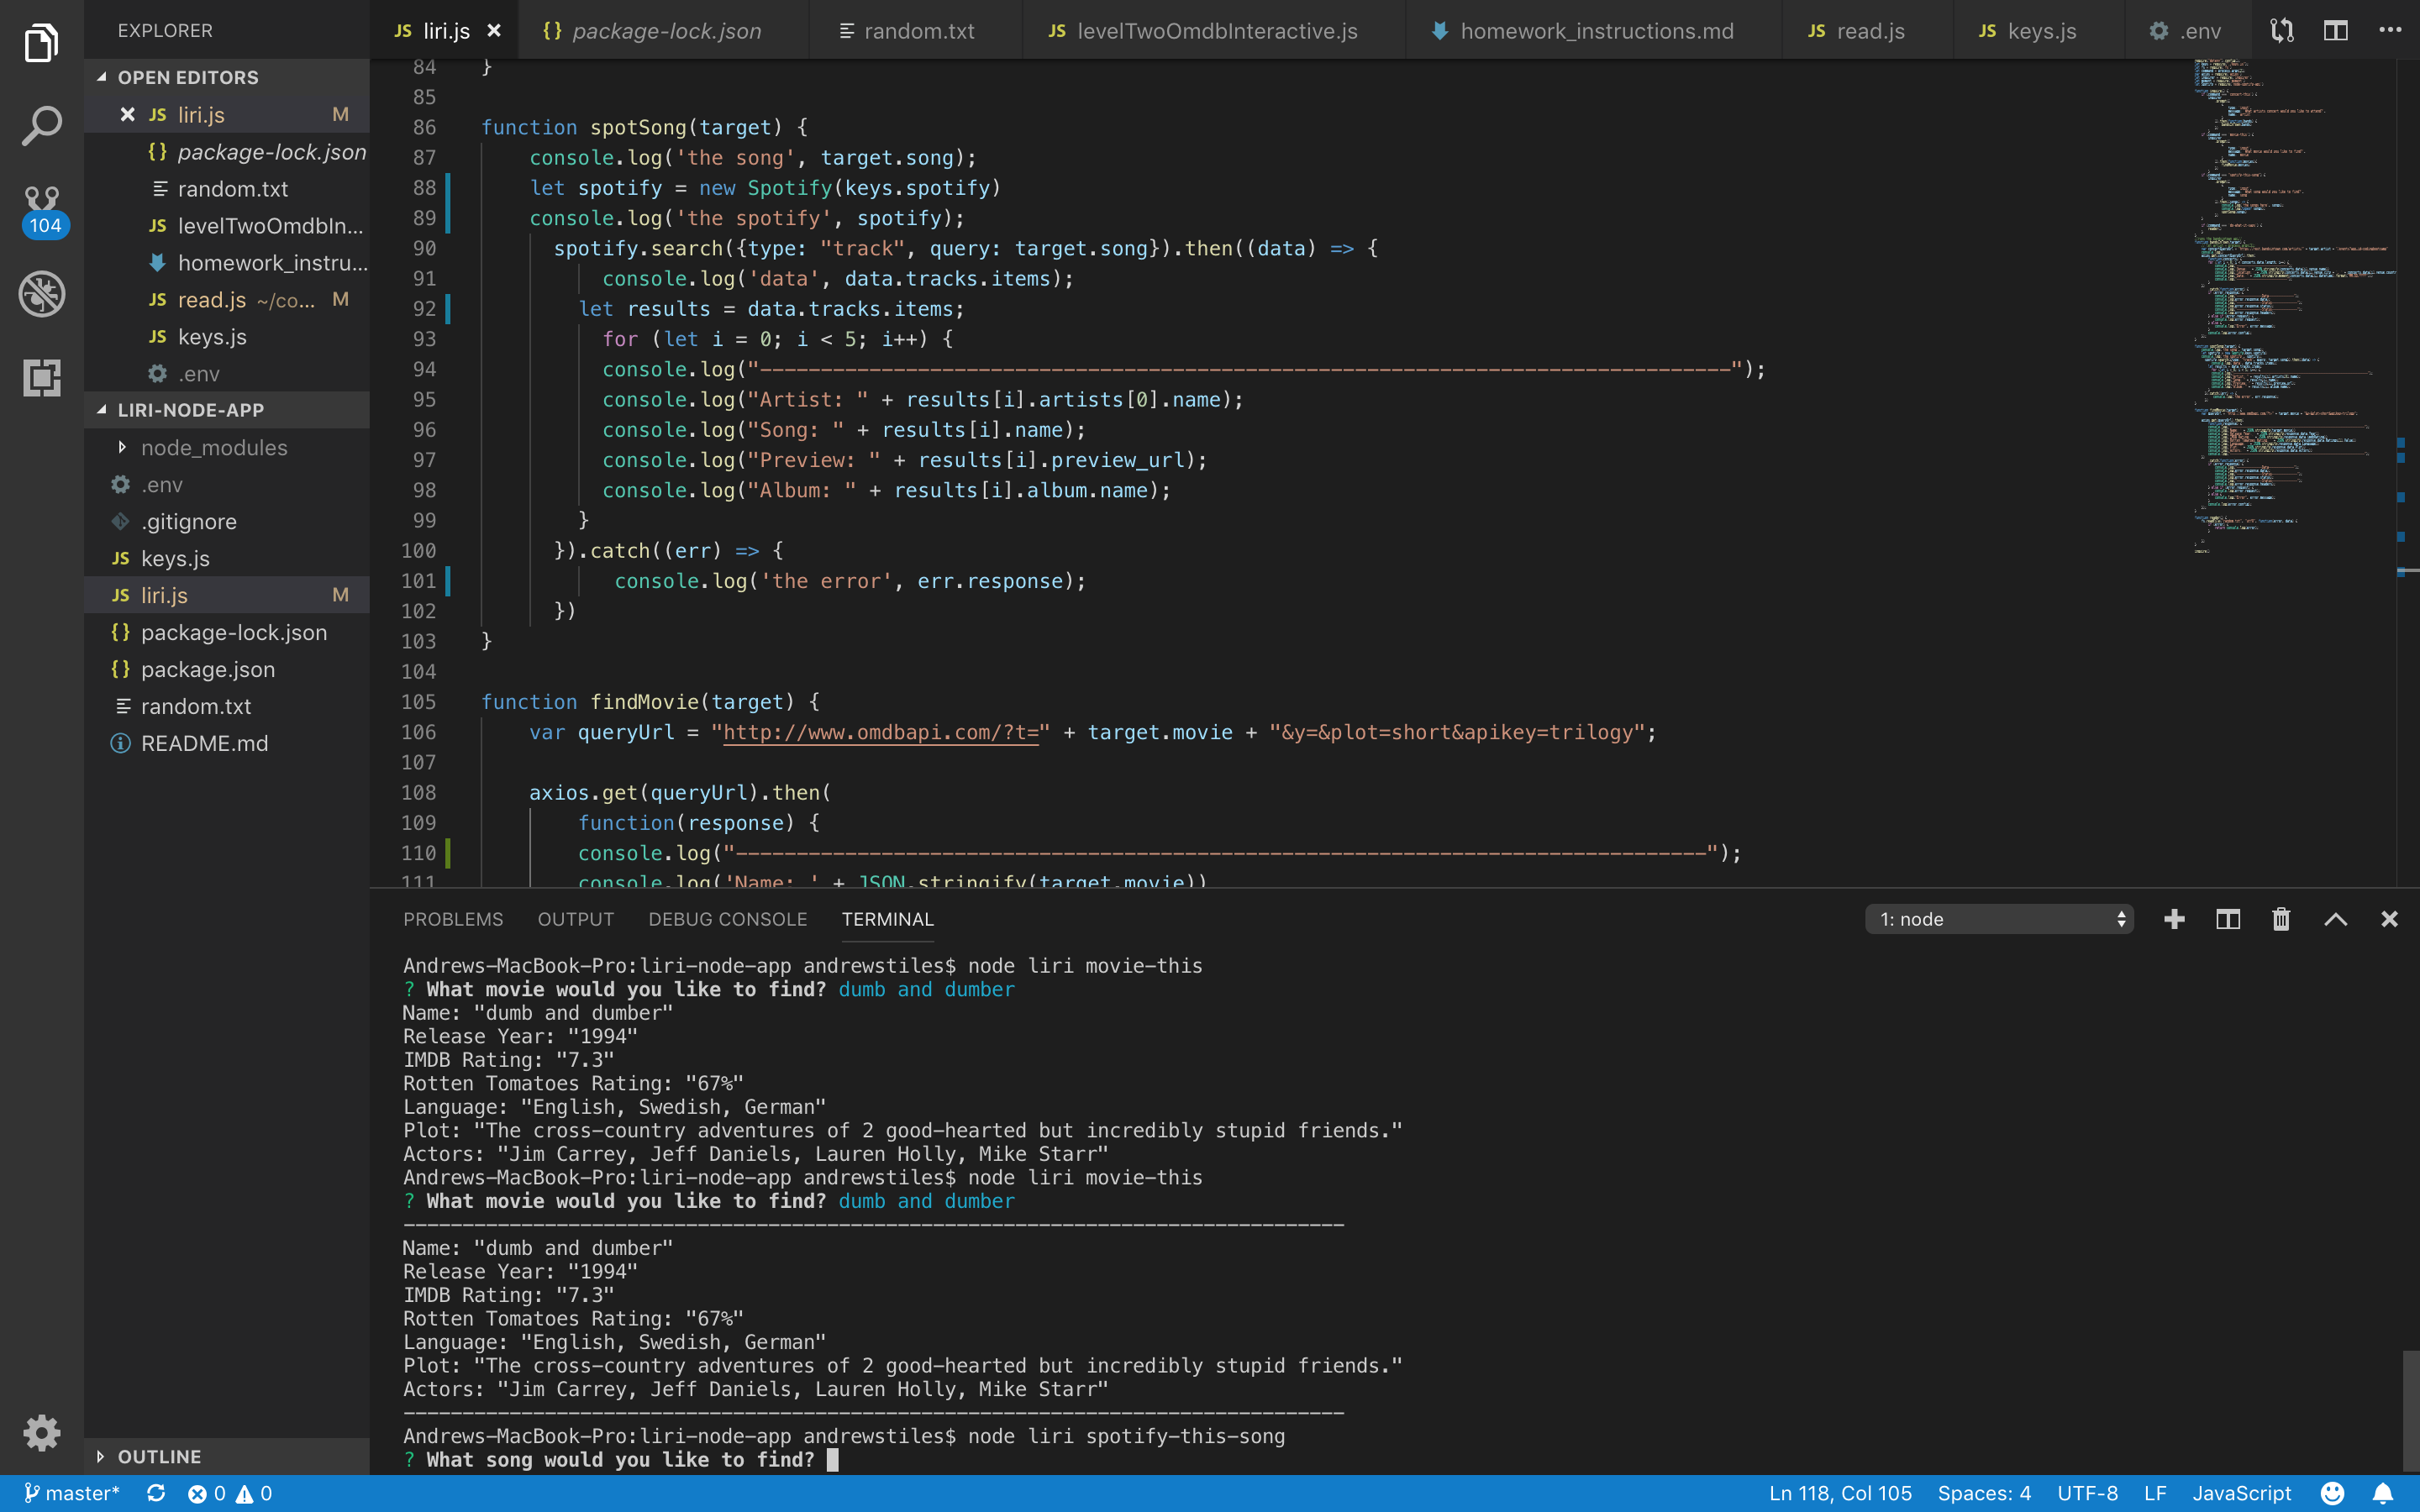 EXPLORER
OPEN EDITORS
JS liri.js M
{} package-lock.json
random.txt
JS levelTwoOmdbIn...
homework_instru...
JS read.js ~/co... M
JS keys.js
.env
LIRI-NODE-APP
node_modules
.env
.gitignore
JS keys.js
JS liri.js M
{} package-lock.json
{} package.json
random.txt
README.md
OUTLINE
104
JS liri.js
{} package-lock.json
random.txt
JS levelTwoOmdbInteractive.js
homework_instructions.md
JS read.js
JS keys.js
.env
84 }
85
86 function spotSong(target) {
87 console.log('the song', target.song);
88 let spotify = new Spotify(keys.spotify)
89 console.log('the spotify', spotify);
90 spotify.search({type: "track", query: target.song}).then((data) => {
91 console.log('data', data.tracks.items);
92 let results = data.tracks.items;
93 for (let i = 0; i < 5; i++) {
94 console.log("--------------------------------------------------------------------------------");
95 console.log("Artist: " + results[i].artists[0].name);
96 console.log("Song: " + results[i].name);
97 console.log("Preview: " + results[i].preview_url);
98 console.log("Album: " + results[i].album.name);
99 }
100 }).catch((err) => {
101 console.log('the error', err.response);
102 })
103 }
104
105 function findMovie(target) {
106 var queryUrl = "http://www.omdbapi.com/?t=" + target.movie + "&y=&plot=short&apikey=trilogy";
107
108 axios.get(queryUrl).then(
109 function(response) {
110 console.log("--------------------------------------------------------------------------------");
111 console.log('Name: ' + JSON.stringify(target.movie))
PROBLEMS OUTPUT DEBUG CONSOLE TERMINAL
1: node
Andrews-MacBook-Pro:liri-node-app andrewstiles$ node liri movie-this
? What movie would you like to find? dumb and dumber
Name: "dumb and dumber"
Release Year: "1994"
IMDB Rating: "7.3"
Rotten Tomatoes Rating: "67%"
Language: "English, Swedish, German"
Plot: "The cross-country adventures of 2 good-hearted but incredibly stupid friends."
Actors: "Jim Carrey, Jeff Daniels, Lauren Holly, Mike Starr"
Andrews-MacBook-Pro:liri-node-app andrewstiles$ node liri movie-this
? What movie would you like to find? dumb and dumber
--------------------------------------------------------------------------------
Name: "dumb and dumber"
Release Year: "1994"
IMDB Rating: "7.3"
Rotten Tomatoes Rating: "67%"
Language: "English, Swedish, German"
Plot: "The cross-country adventures of 2 good-hearted but incredibly stupid friends."
Actors: "Jim Carrey, Jeff Daniels, Lauren Holly, Mike Starr"
--------------------------------------------------------------------------------
Andrews-MacBook-Pro:liri-node-app andrewstiles$ node liri spotify-this-song
? What song would you like to find?
master* 0 0
Ln 118, Col 105 Spaces: 4 UTF-8 LF JavaScript